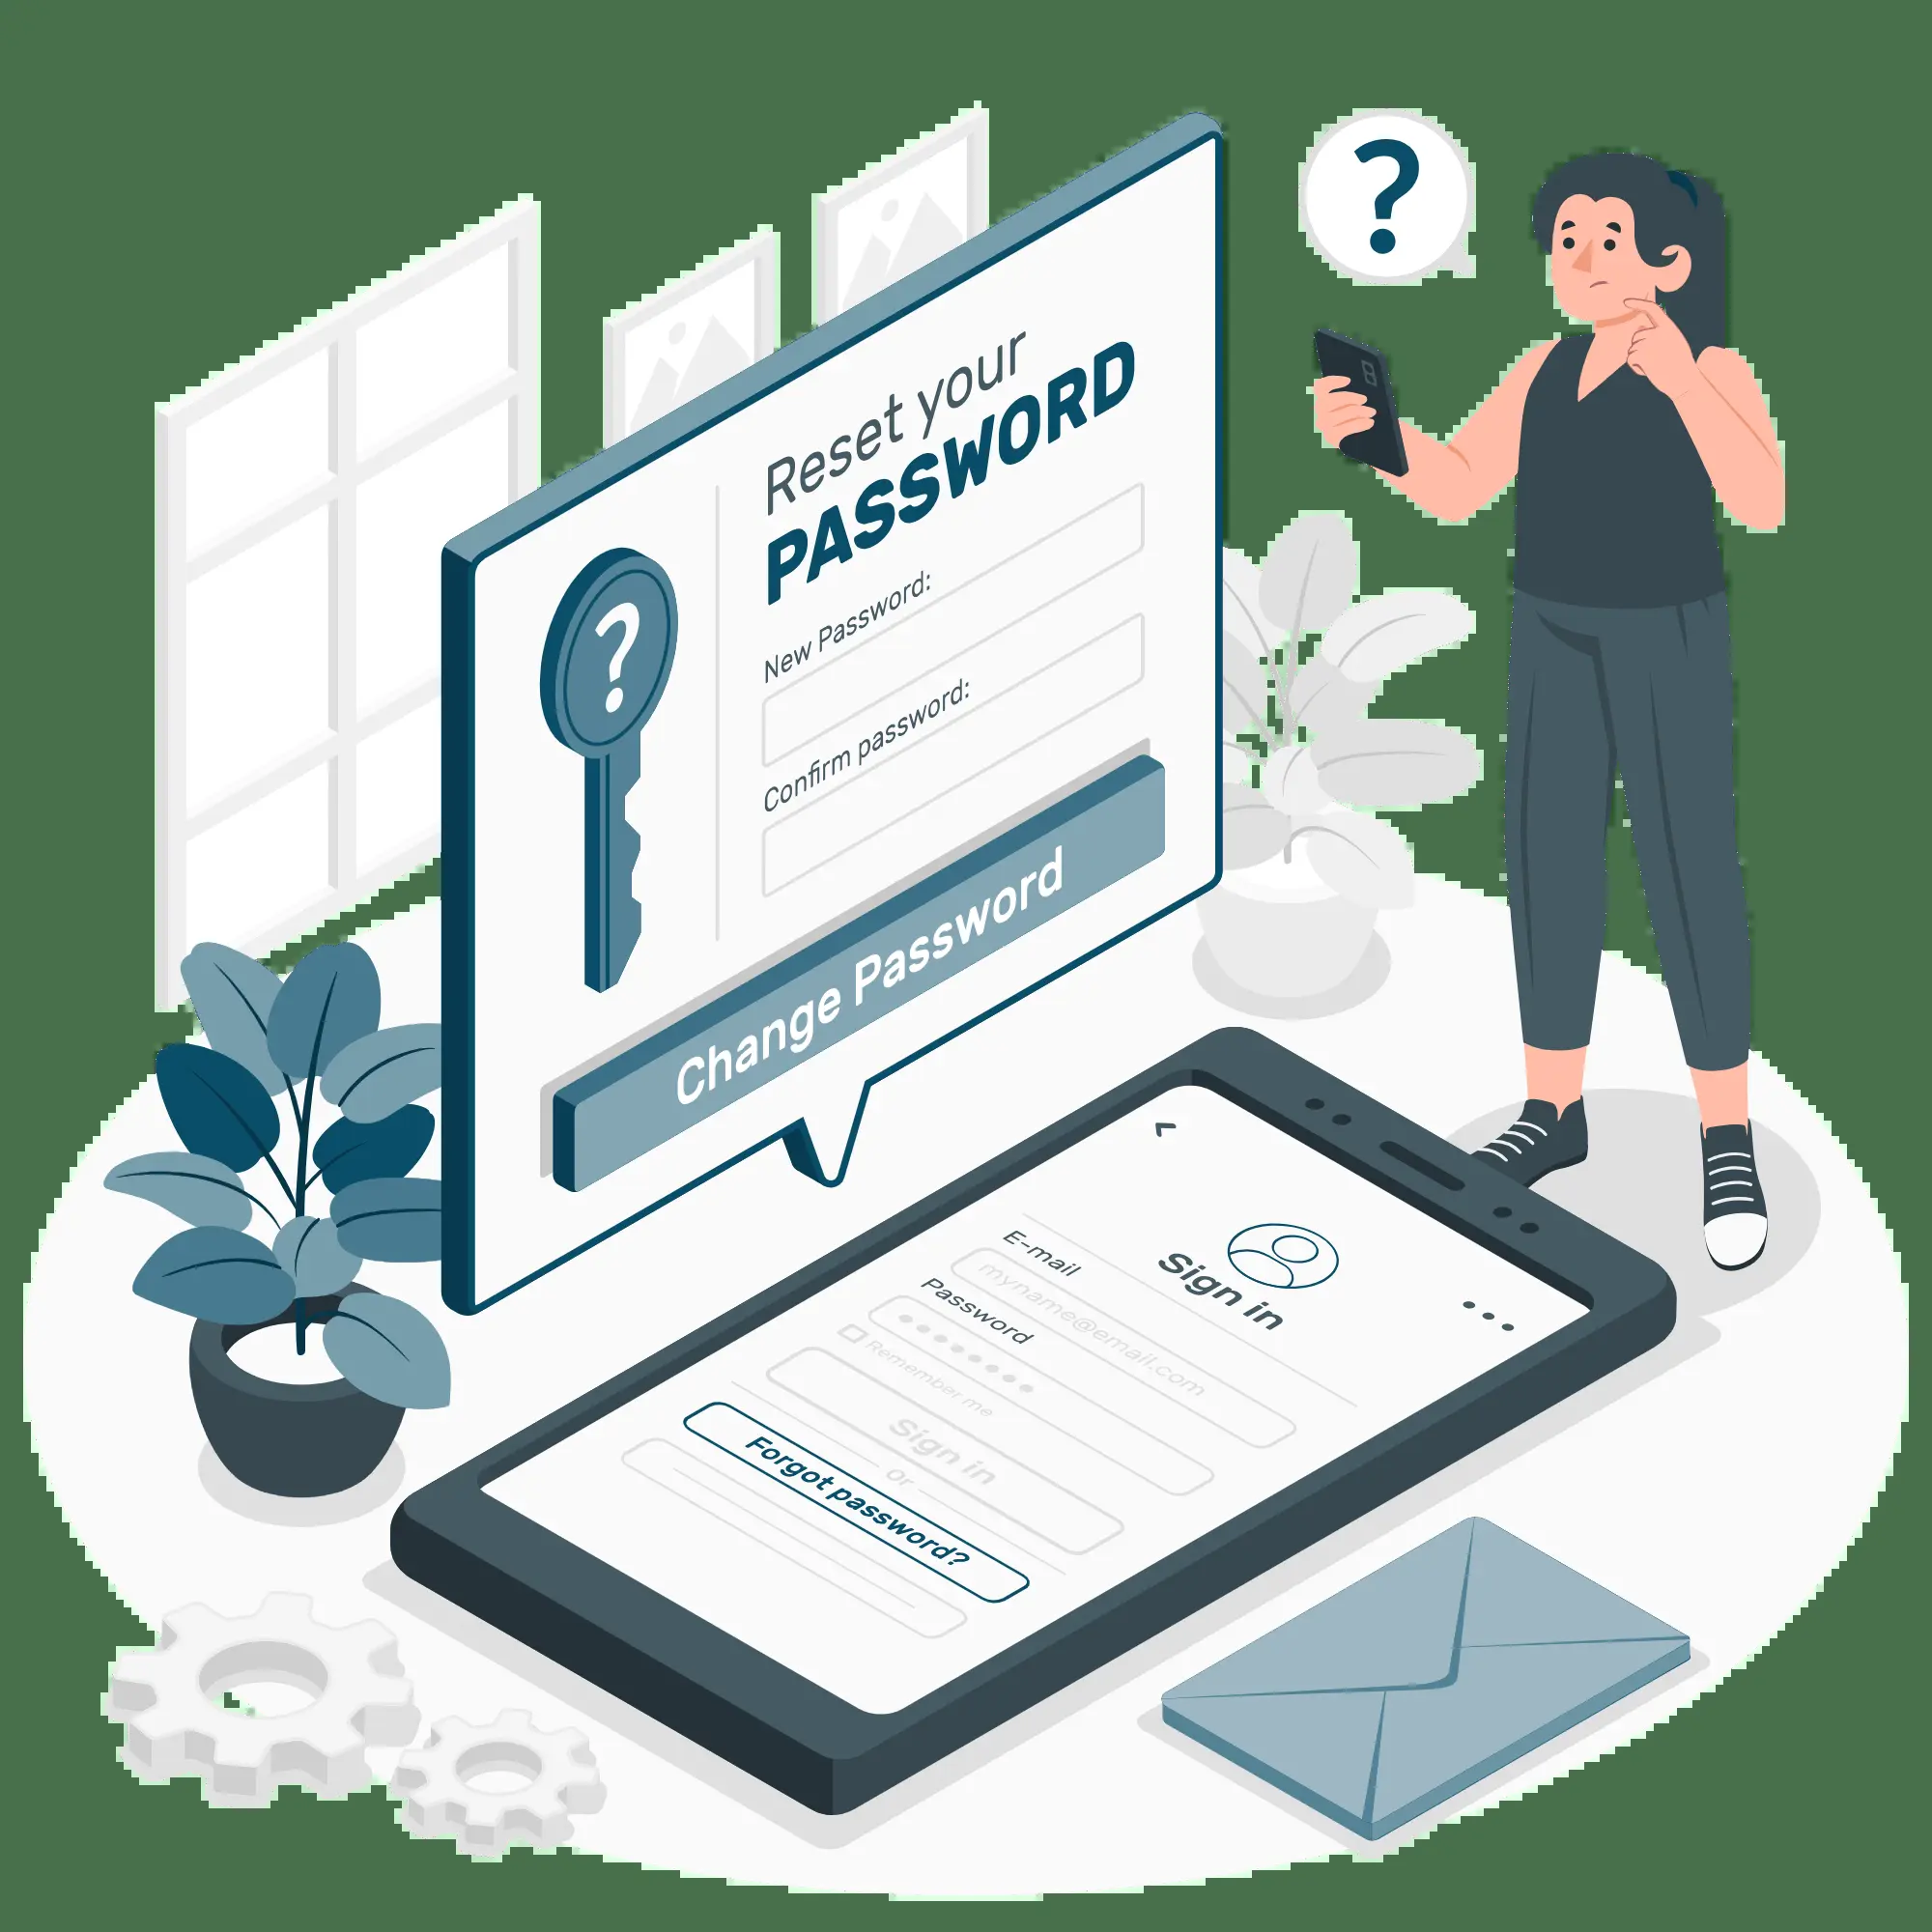 ?
Reset your
PASSWORD
?
New Password:
Confirm password:
Change Password
<
Sign in
E-mail
myname@email.com
Password
Remember me
Sign in
Or
Forgot password?